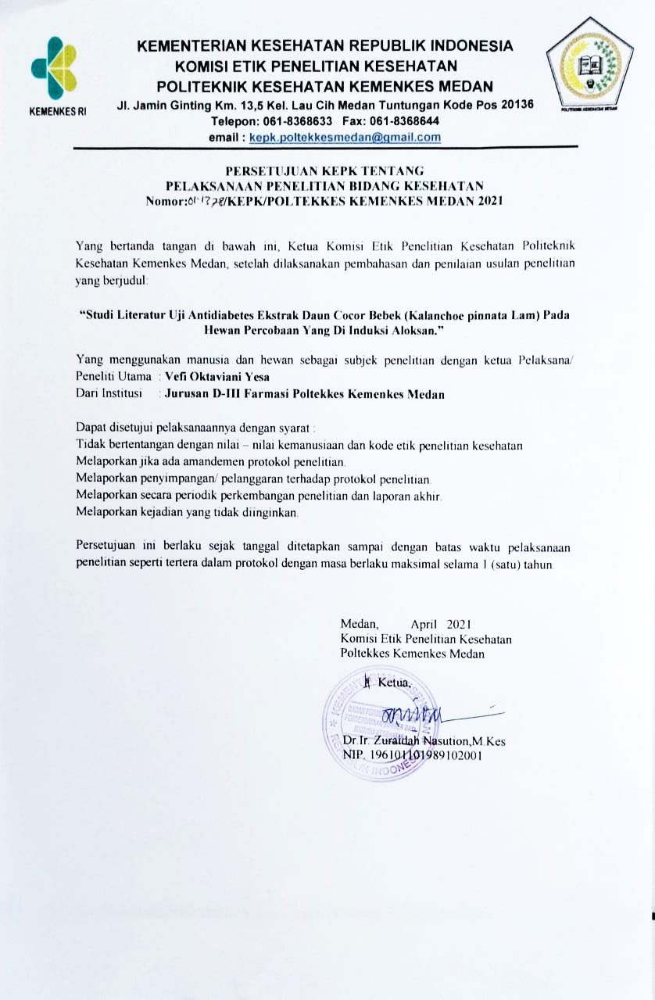 KEMENTERIAN KESEHATAN REPUBLIK INDONESIA
KOMISI ETIK PENELITIAN KESEHATAN
POLITEKNIK KESEHATAN KEMENKES MEDAN
Jl. Jamin Ginting Km. 13,5 Kel. Lau Cih Medan Tuntungan Kode Pos 20136
Telepon: 061-8368633 Fax: 061-8368644
email : kepk.poltekkesmedan@gmail.com
KEMENKES RI
POLITEKNIK KESEHATAN MEDAN
PERSETUJUAN KEPK TENTANG
PELAKSANAAN PENELITIAN BIDANG KESEHATAN
Nomor: /KEPK/POLTEKKES KEMENKES MEDAN 2021
Yang bertanda tangan di bawah ini, Ketua Komisi Etik Penelitian Kesehatan Politeknik
Kesehatan Kemenkes Medan, setelah dilaksanakan pembahasan dan penilaian usulan penelitian
yang berjudul:
“Studi Literatur Uji Antidiabetes Ekstrak Daun Cocor Bebek (Kalanchoe pinnata Lam) Pada
Hewan Percobaan Yang Di Induksi Aloksan.”
Yang menggunakan manusia dan hewan sebagai subjek penelitian dengan ketua Pelaksana/
Peneliti Utama : Vefi Oktaviani Yesa
Dari Institusi : Jurusan D-III Farmasi Poltekkes Kemenkes Medan
Dapat disetujui pelaksanaannya dengan syarat :
Tidak bertentangan dengan nilai – nilai kemanusiaan dan kode etik penelitian kesehatan
Melaporkan jika ada amandemen protokol penelitian.
Melaporkan penyimpangan/ pelanggaran terhadap protokol penelitian.
Melaporkan secara periodik perkembangan penelitian dan laporan akhir.
Melaporkan kejadian yang tidak diinginkan.
Persetujuan ini berlaku sejak tanggal ditetapkan sampai dengan batas waktu pelaksanaan
penelitian seperti tertera dalam protokol dengan masa berlaku maksimal selama 1 (satu) tahun.
Medan, April 2021
Komisi Etik Penelitian Kesehatan
Poltekkes Kemenkes Medan
Ketua,
Dr.Ir. Zuraidah Nasution,M.Kes
NIP. 196101101989102001
REPUBLIK INDONESIA